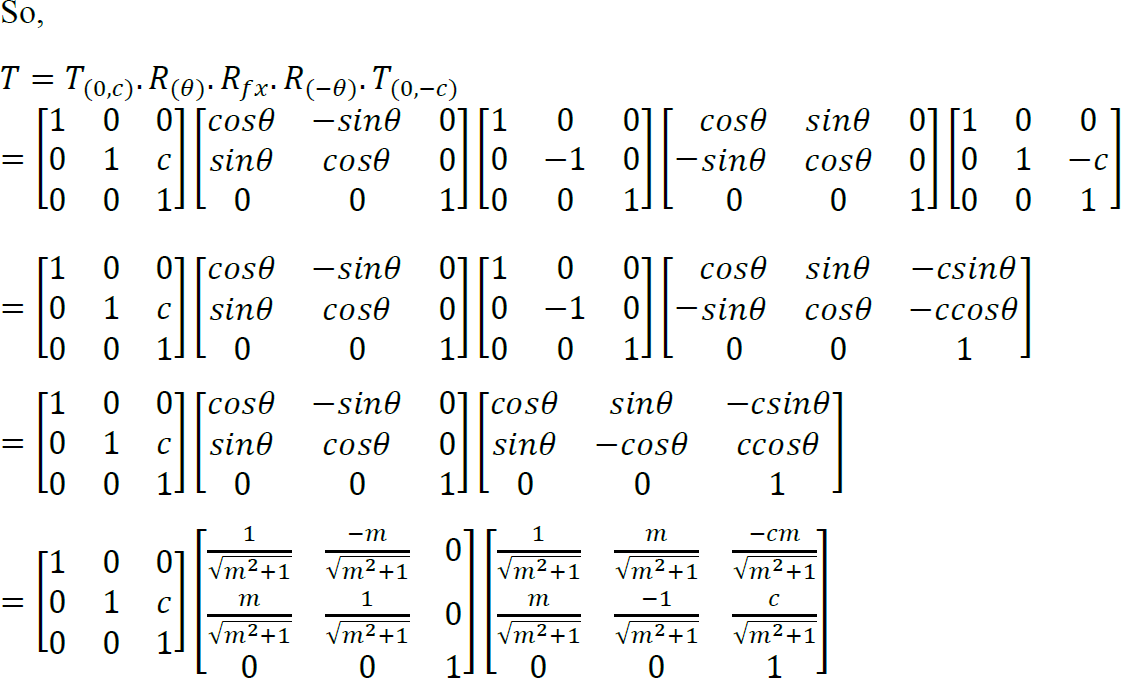 So,
T = T₍₀,c₎. R₍θ₎. R_fx. R₍₋θ₎. T₍₀,₋c₎
= [1 0 0; 0 1 c; 0 0 1] [cosθ −sinθ 0; sinθ cosθ 0; 0 0 1] [1 0 0; 0 −1 0; 0 0 1] [cosθ sinθ 0; −sinθ cosθ 0; 0 0 1] [1 0 0; 0 1 −c; 0 0 1]
= [1 0 0; 0 1 c; 0 0 1] [cosθ −sinθ 0; sinθ cosθ 0; 0 0 1] [1 0 0; 0 −1 0; 0 0 1] [cosθ sinθ −csinθ; −sinθ cosθ −ccosθ; 0 0 1]
= [1 0 0; 0 1 c; 0 0 1] [cosθ −sinθ 0; sinθ cosθ 0; 0 0 1] [cosθ sinθ −csinθ; sinθ −cosθ ccosθ; 0 0 1]
= [1 0 0; 0 1 c; 0 0 1] [1/√(m²+1) −m/√(m²+1) 0; m/√(m²+1) 1/√(m²+1) 0; 0 0 1] [1/√(m²+1) m/√(m²+1) −cm/√(m²+1); m/√(m²+1) −1/√(m²+1) c/√(m²+1); 0 0 1]